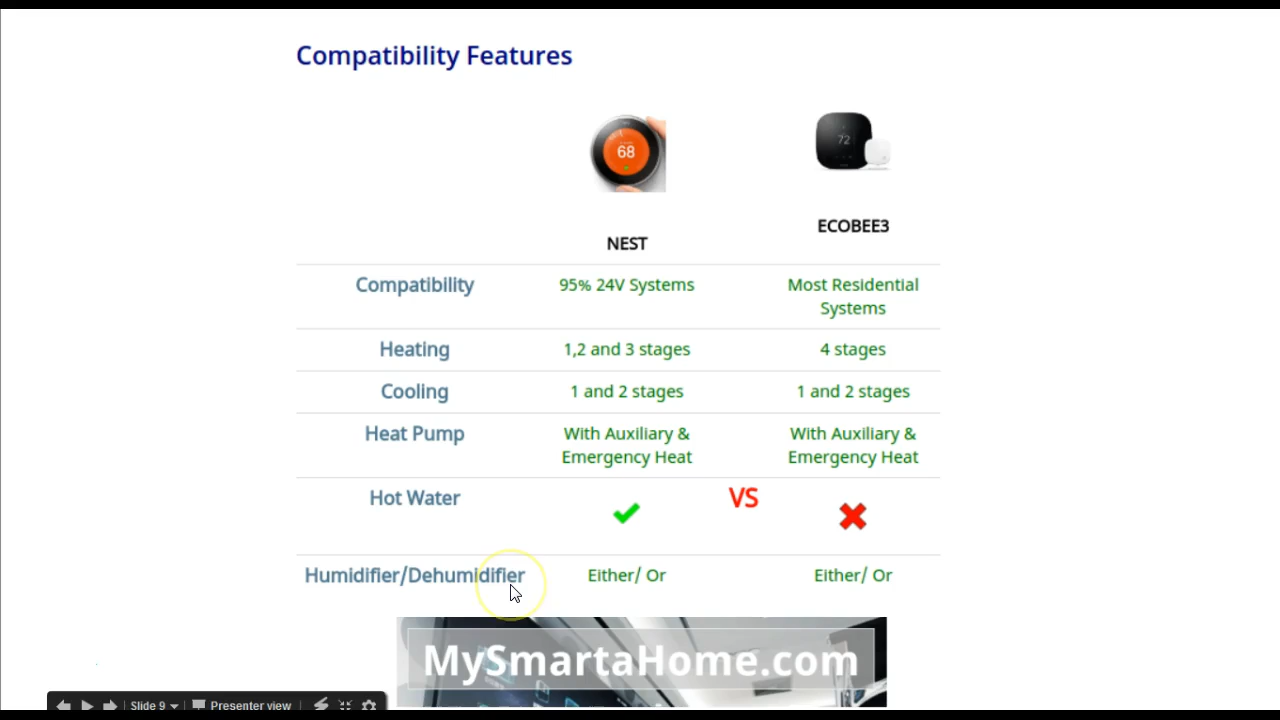 Compatibility Features
68
72
NEST
ECOBEE3
Compatibility
95% 24V Systems
Most Residential
Systems
Heating
1,2 and 3 stages
4 stages
Cooling
1 and 2 stages
1 and 2 stages
Heat Pump
With Auxiliary &
Emergency Heat
With Auxiliary &
Emergency Heat
Hot Water
VS
Humidifier/Dehumidifier
Either/ Or
Either/ Or
MySmartaHome.com
Slide 9
Presenter view